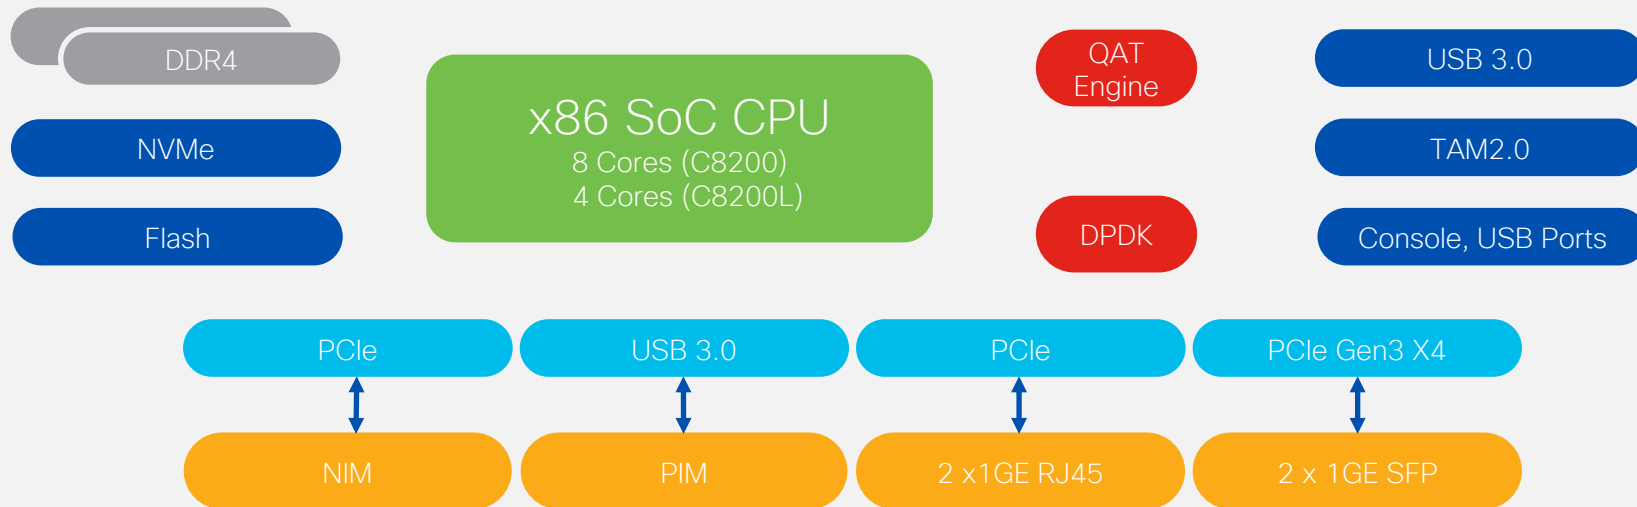 DDR4
NVMe
Flash
x86 SoC CPU
8 Cores (C8200)
4 Cores (C8200L)
QAT
Engine
DPDK
USB 3.0
TAM2.0
Console, USB Ports
PCIe
USB 3.0
PCIe
PCIe Gen3 X4
NIM
PIM
2 x1GE RJ45
2 x 1GE SFP